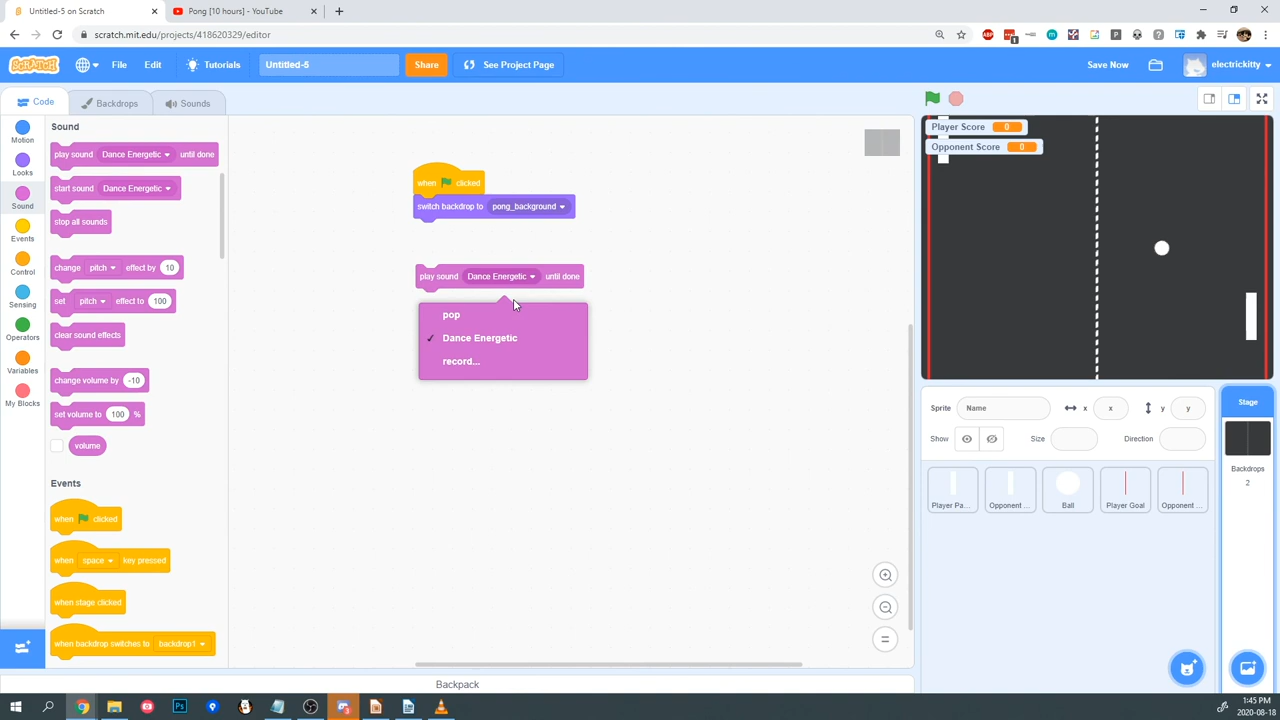 Untitled-5 on Scratch
Pong [10 hours] - YouTube
scratch.mit.edu/projects/418620329/editor
SCRATCH File Edit Tutorials Untitled-5 Share See Project Page Save Now electrickitty
Code Backdrops Sounds
Motion
Looks
Sound
Events
Control
Sensing
Operators
Variables
My Blocks
Sound
play sound Dance Energetic until done
start sound Dance Energetic
stop all sounds
change pitch effect by 10
set pitch effect to 100
clear sound effects
change volume by -10
set volume to 100 %
volume
Events
when clicked
when space key pressed
when stage clicked
when backdrop switches to backdrop1
when clicked
switch backdrop to pong_background
play sound Dance Energetic until done
pop
✓ Dance Energetic
record...
Backpack
Player Score 0
Opponent Score 0
Sprite Name x x y y
Show Size Direction
Player Pa...
Opponent ...
Ball
Player Goal
Opponent ...
Stage
Backdrops
2
1:45 PM
2020-08-18